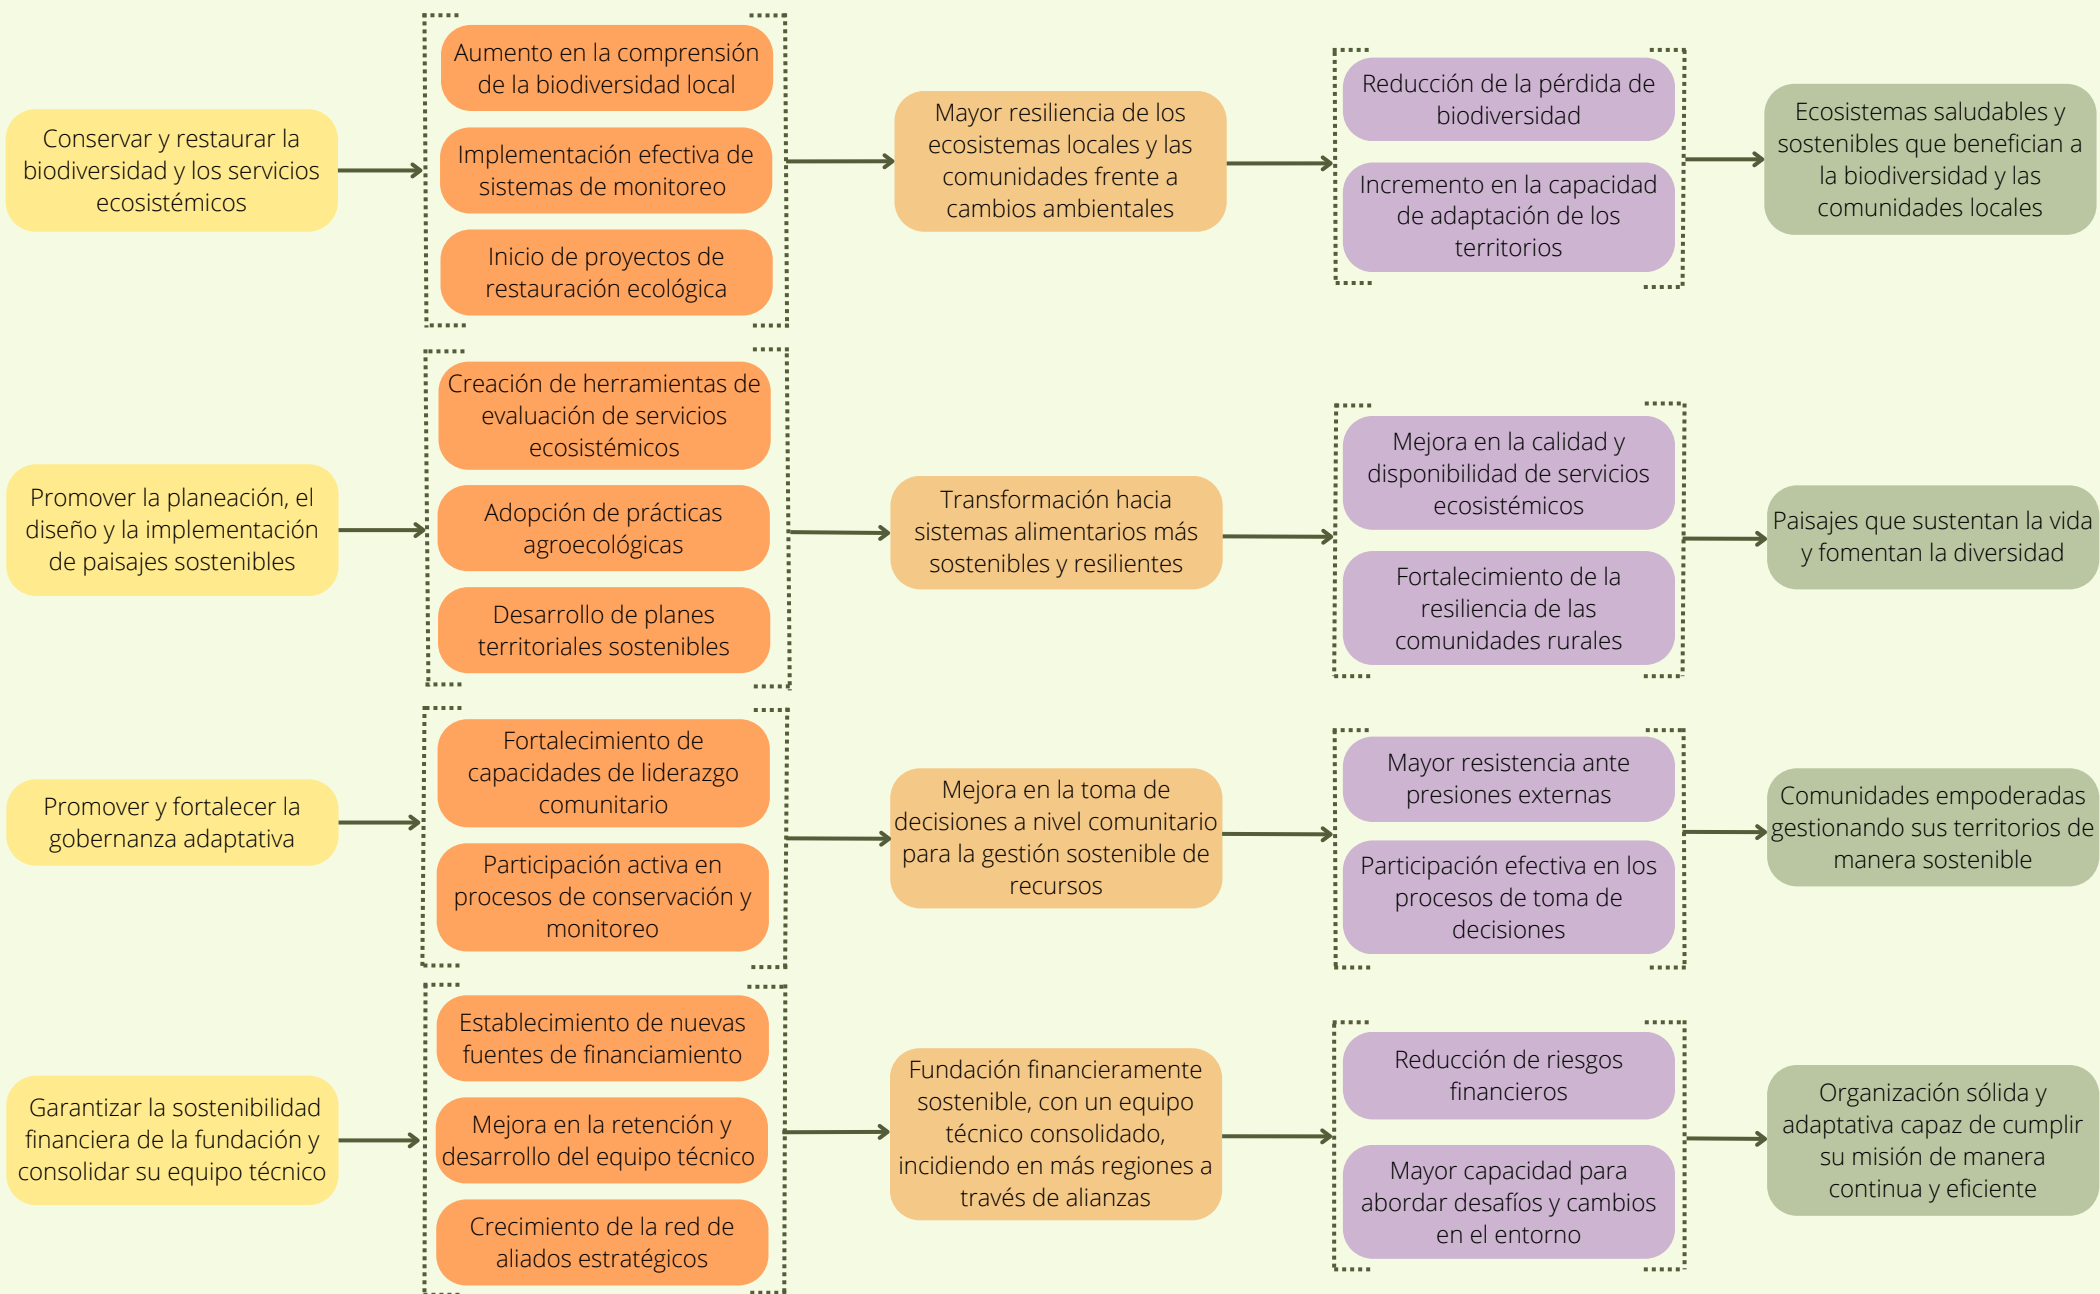 Conservar y restaurar la
biodiversidad y los servicios
ecosistémicos
Aumento en la comprensión
de la biodiversidad local
Implementación efectiva de
sistemas de monitoreo
Inicio de proyectos de
restauración ecológica
Mayor resiliencia de los
ecosistemas locales y las
comunidades frente a
cambios ambientales
Reducción de la pérdida de
biodiversidad
Incremento en la capacidad
de adaptación de los
territorios
Ecosistemas saludables y
sostenibles que benefician a
la biodiversidad y las
comunidades locales
Promover la planeación, el
diseño y la implementación
de paisajes sostenibles
Creación de herramientas de
evaluación de servicios
ecosistémicos
Adopción de prácticas
agroecológicas
Desarrollo de planes
territoriales sostenibles
Transformación hacia
sistemas alimentarios más
sostenibles y resilientes
Mejora en la calidad y
disponibilidad de servicios
ecosistémicos
Fortalecimiento de la
resiliencia de las
comunidades rurales
Paisajes que sustentan la vida
y fomentan la diversidad
Promover y fortalecer la
gobernanza adaptativa
Fortalecimiento de
capacidades de liderazgo
comunitario
Participación activa en
procesos de conservación y
monitoreo
Mejora en la toma de
decisiones a nivel comunitario
para la gestión sostenible de
recursos
Mayor resistencia ante
presiones externas
Participación efectiva en los
procesos de toma de
decisiones
Comunidades empoderadas
gestionando sus territorios de
manera sostenible
Garantizar la sostenibilidad
financiera de la fundación y
consolidar su equipo técnico
Establecimiento de nuevas
fuentes de financiamiento
Mejora en la retención y
desarrollo del equipo técnico
Crecimiento de la red de
aliados estratégicos
Fundación financieramente
sostenible, con un equipo
técnico consolidado,
incidiendo en más regiones a
través de alianzas
Reducción de riesgos
financieros
Mayor capacidad para
abordar desafíos y cambios
en el entorno
Organización sólida y
adaptativa capaz de cumplir
su misión de manera
continua y eficiente